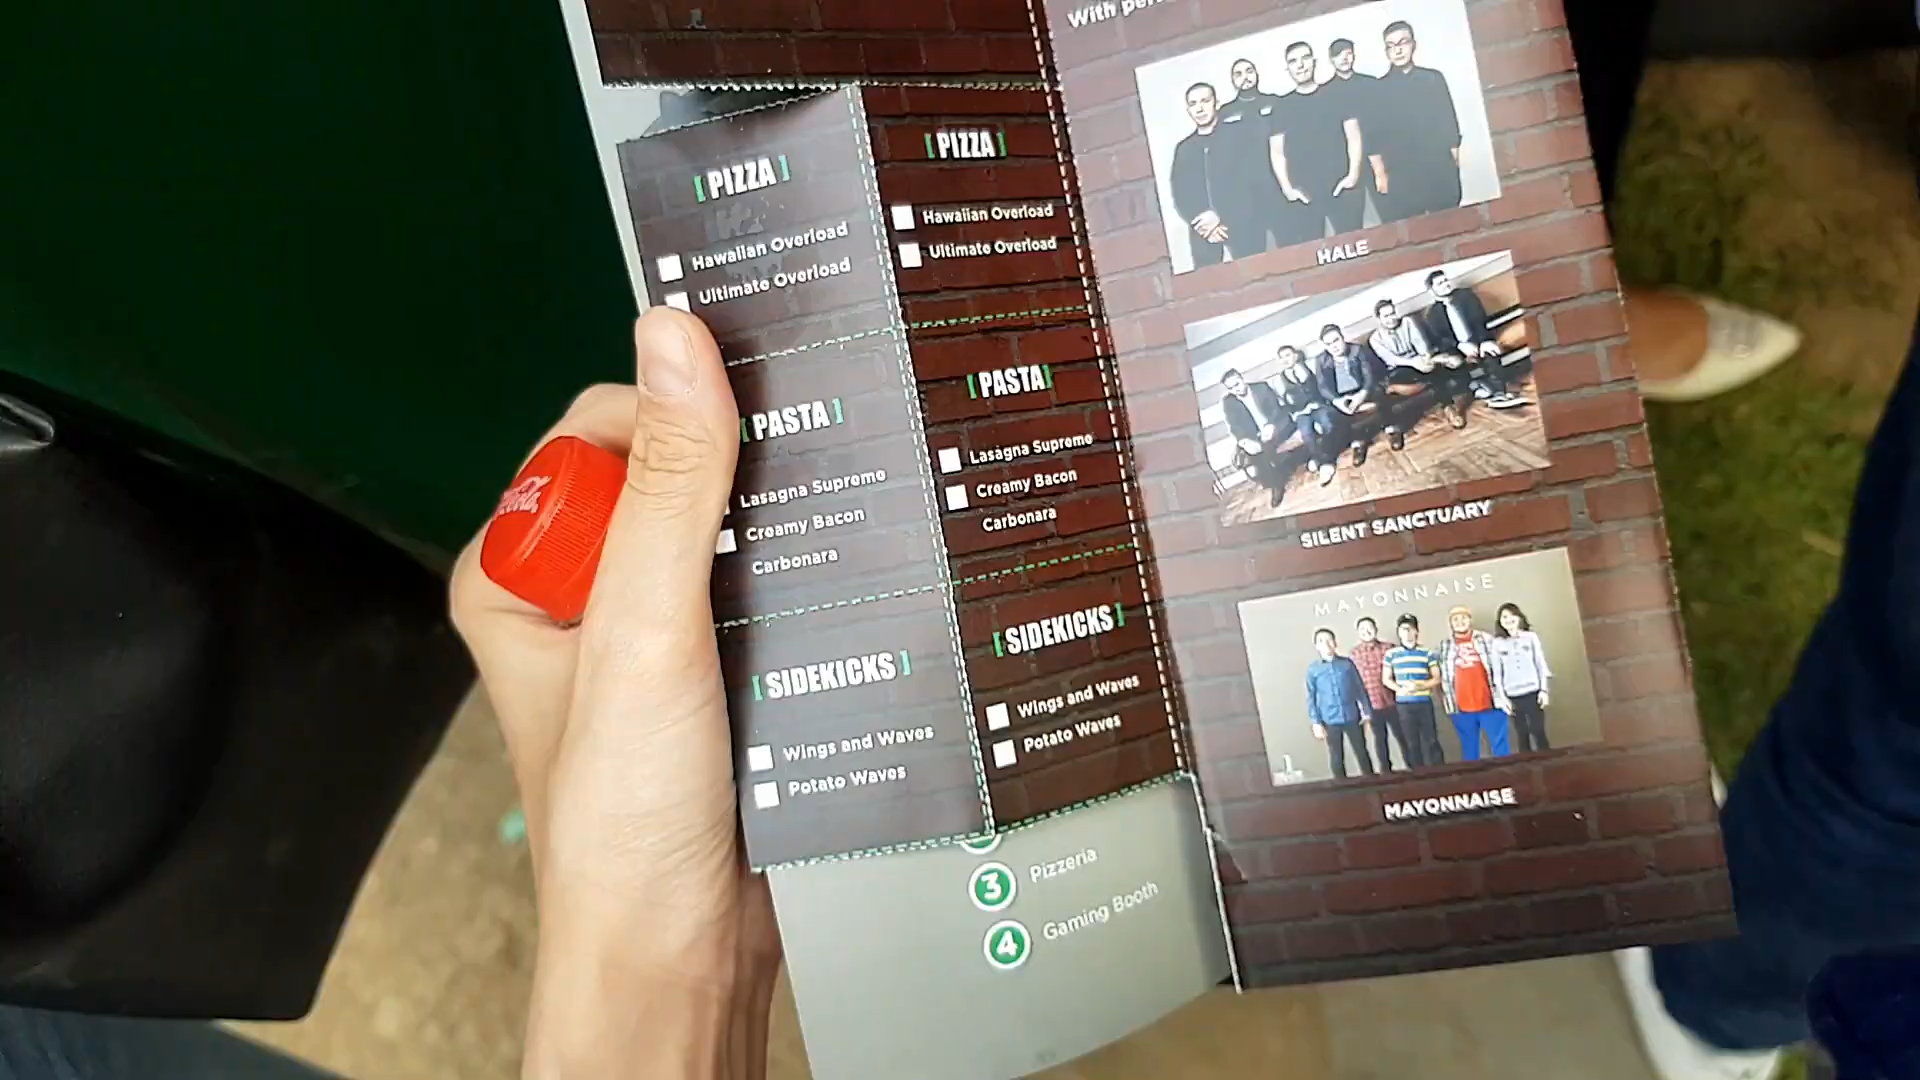 [ PIZZA ]
Hawaiian Overload
Ultimate Overload
[ PASTA ]
Lasagna Supreme
Creamy Bacon
Carbonara
[ SIDEKICKS ]
Wings and Waves
Potato Waves
[ PIZZA ]
Hawaiian Overload
Ultimate Overload
[ PASTA ]
Lasagna Supreme
Creamy Bacon
Carbonara
[ SIDEKICKS ]
Wings and Waves
Potato Waves
3 Pizzeria
4 Gaming Booth
With
HALE
SILENT SANCTUARY
MAYONNAISE
MAYONNAISE